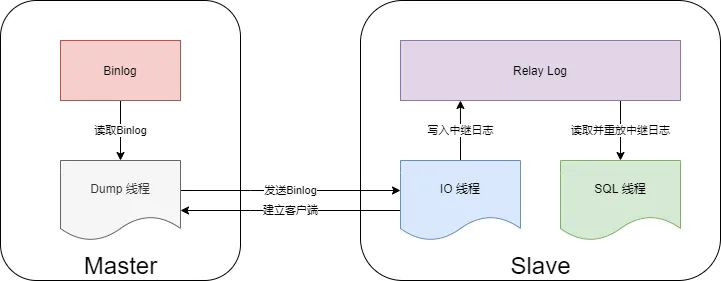 Binlog
Relay Log
读取Binlog
写入中继日志
读取并重放中继日志
Dump 线程
发送Binlog
建立客户端
IO 线程
SQL 线程
Master
Slave